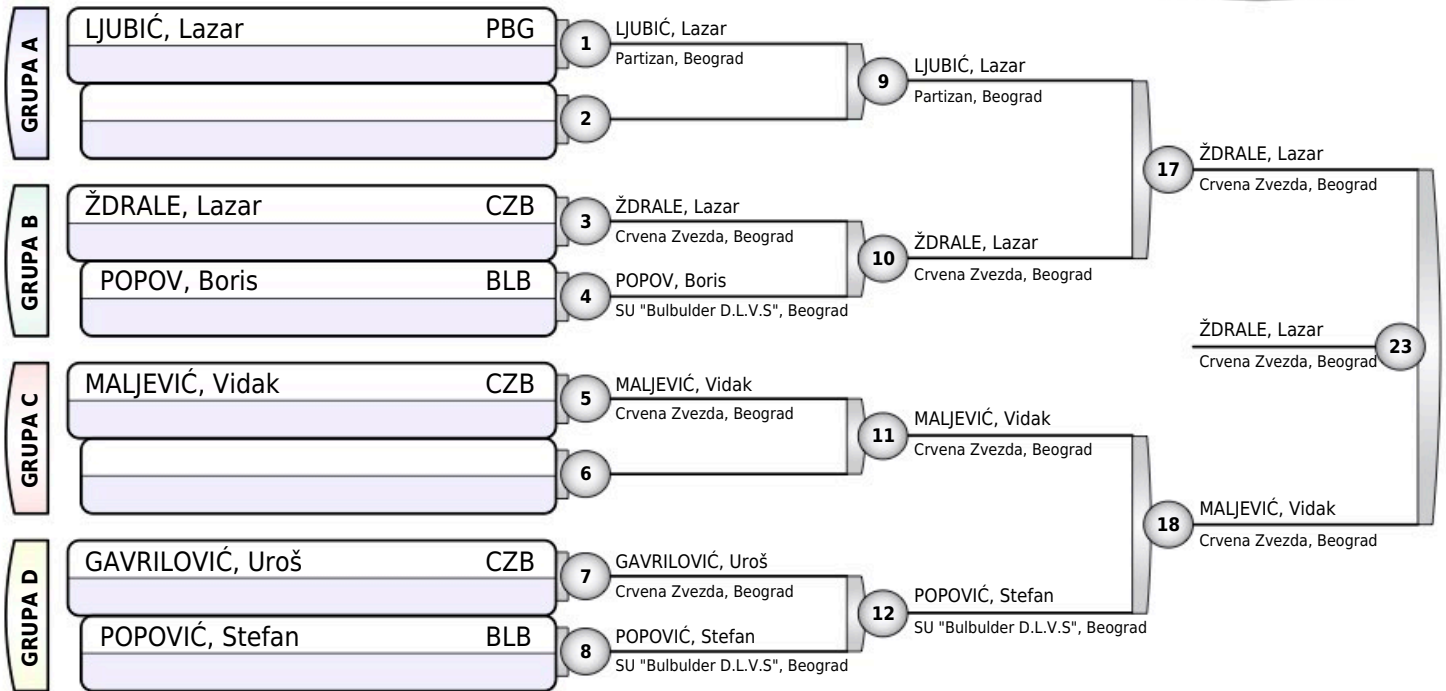 GRUPA A
LJUBIĆ, Lazar PBG
1
LJUBIĆ, Lazar
Partizan, Beograd
2
9
LJUBIĆ, Lazar
Partizan, Beograd
17
ŽDRALE, Lazar
Crvena Zvezda, Beograd
GRUPA B
ŽDRALE, Lazar CZB
3
ŽDRALE, Lazar
Crvena Zvezda, Beograd
POPOV, Boris BLB
4
POPOV, Boris
SU "Bulbulder D.L.V.S", Beograd
10
ŽDRALE, Lazar
Crvena Zvezda, Beograd
ŽDRALE, Lazar
Crvena Zvezda, Beograd
23
GRUPA C
MALJEVIĆ, Vidak CZB
5
MALJEVIĆ, Vidak
Crvena Zvezda, Beograd
6
11
MALJEVIĆ, Vidak
Crvena Zvezda, Beograd
18
MALJEVIĆ, Vidak
Crvena Zvezda, Beograd
GRUPA D
GAVRILOVIĆ, Uroš CZB
7
GAVRILOVIĆ, Uroš
Crvena Zvezda, Beograd
POPOVIĆ, Stefan BLB
8
POPOVIĆ, Stefan
SU "Bulbulder D.L.V.S", Beograd
12
POPOVIĆ, Stefan
SU "Bulbulder D.L.V.S", Beograd